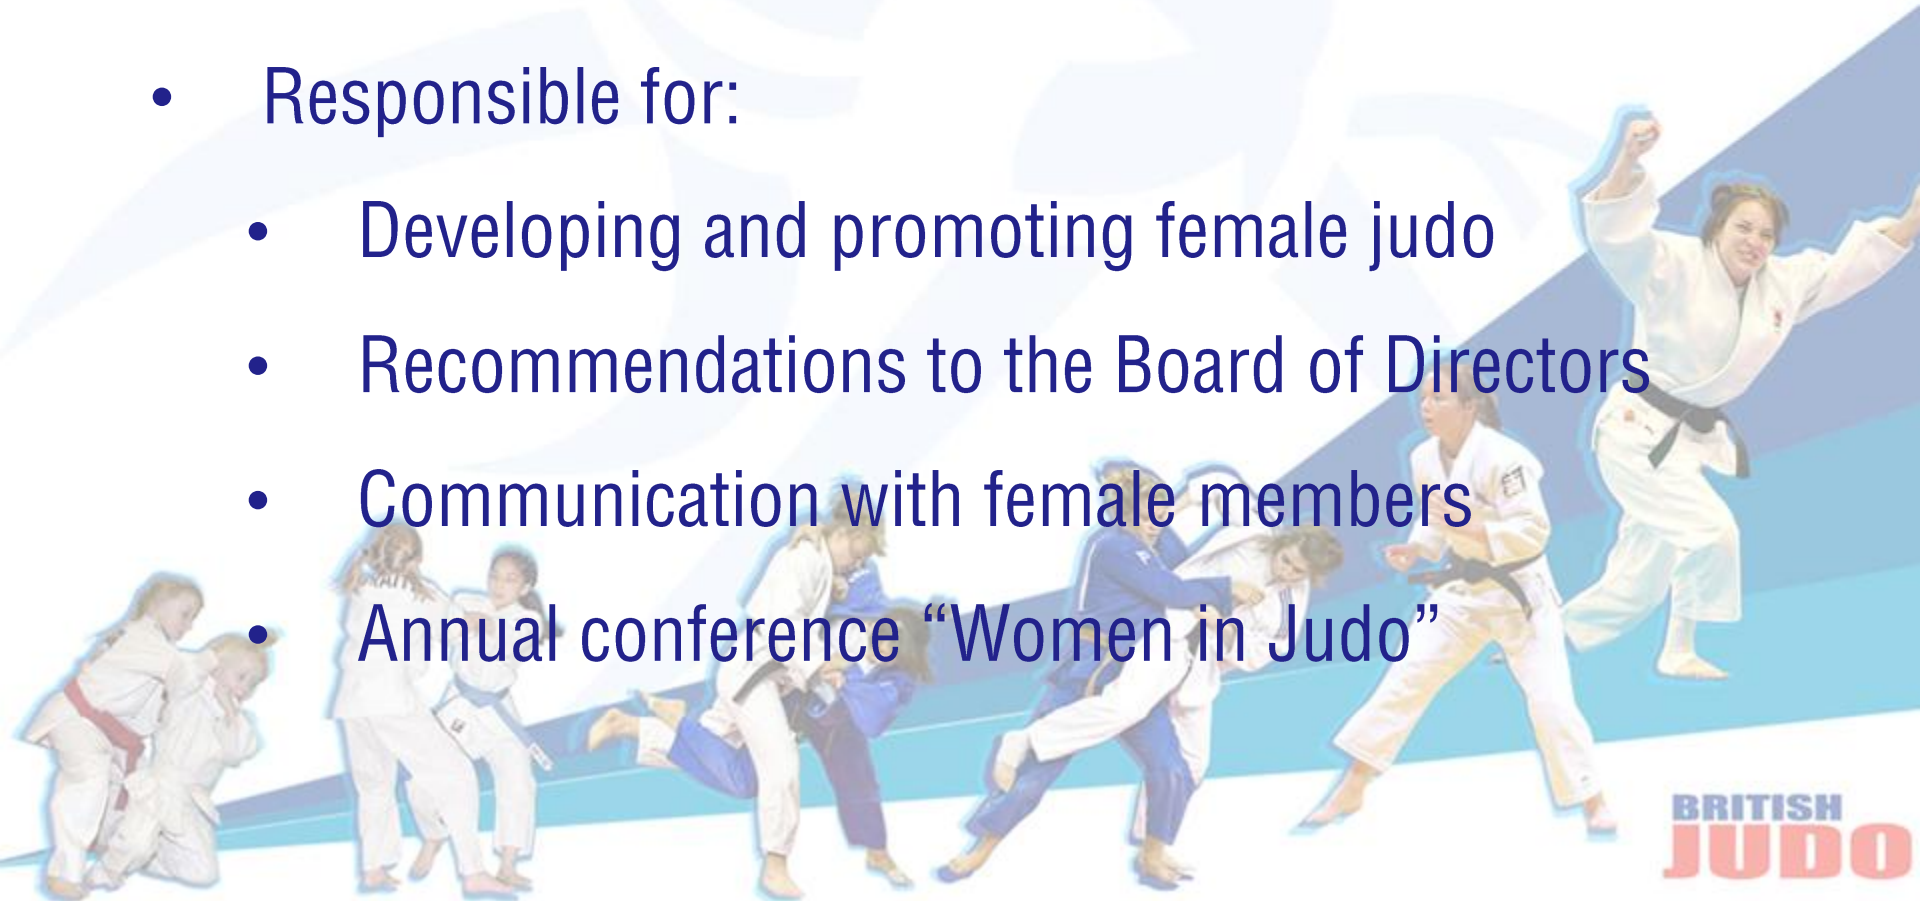 • Responsible for:
• Developing and promoting female judo
• Recommendations to the Board of Directors
• Communication with female members
• Annual conference “Women in Judo”
BRITISH
JUDO